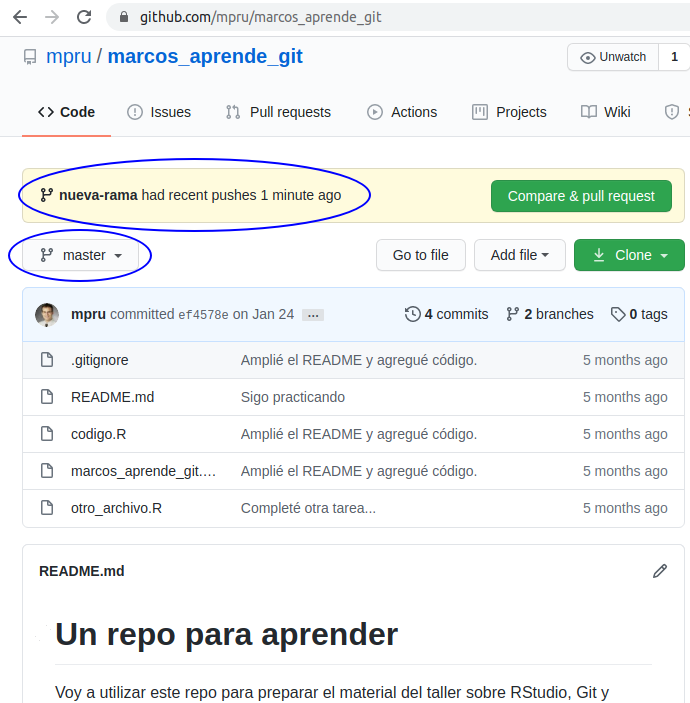 github.com/mpru/marcos_aprende_git
mpru / marcos_aprende_git
Unwatch 1
Code Issues Pull requests Actions Projects Wiki
nueva-rama had recent pushes 1 minute ago Compare & pull request
master Go to file Add file Clone
mpru committed ef4578e on Jan 24 ... 4 commits 2 branches 0 tags
.gitignore Amplié el README y agregué código. 5 months ago
README.md Sigo practicando 5 months ago
codigo.R Amplié el README y agregué código. 5 months ago
marcos_aprende_git.... Amplié el README y agregué código. 5 months ago
otro_archivo.R Completé otra tarea... 5 months ago
README.md
Un repo para aprender
Voy a utilizar este repo para preparar el material del taller sobre RStudio, Git y